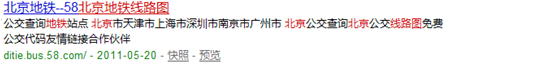 北京地铁--58北京地铁线路图
公交查询地铁站点 北京市天津市上海市深圳市南京市广州市 北京公交查询北京公交线路图免费
公交代码友情链接合作伙伴
ditie.bus.58.com/ - 2011-05-20 - 快照 - 预览